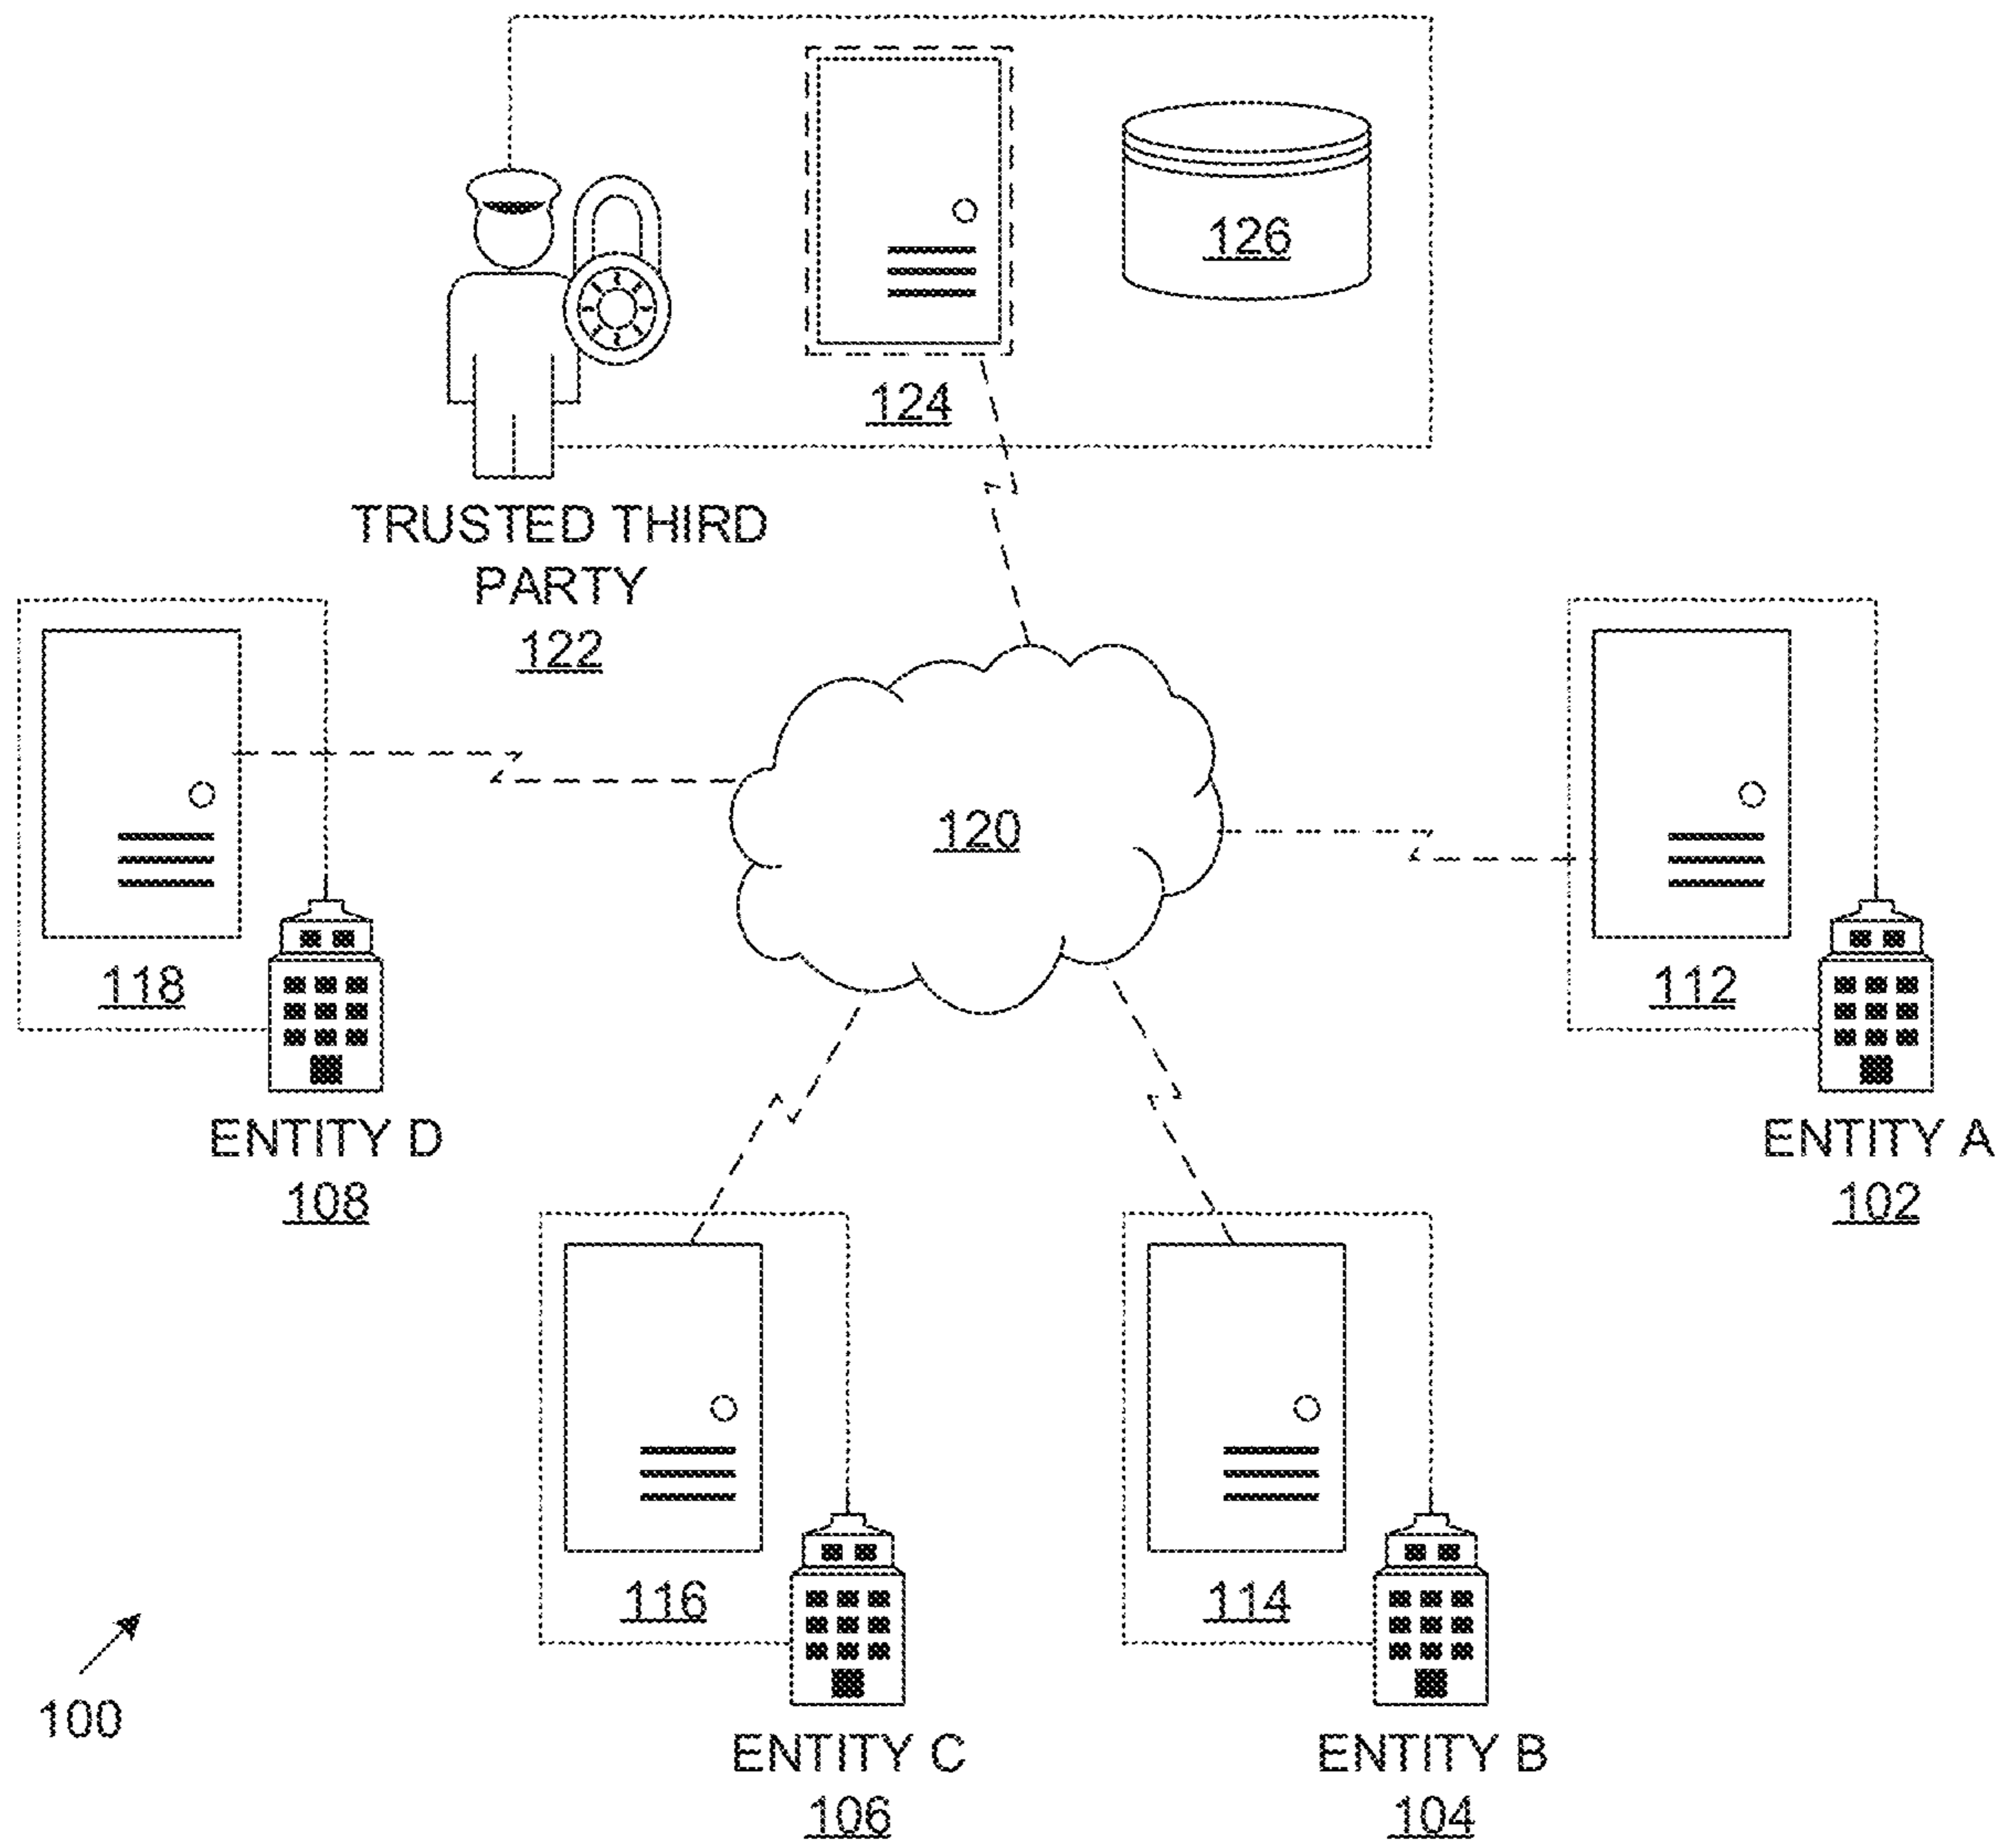 126
124
TRUSTED THIRD
PARTY
122
120
118
112
ENTITY D
108
ENTITY A
102
116
114
100
ENTITY C
106
ENTITY B
104